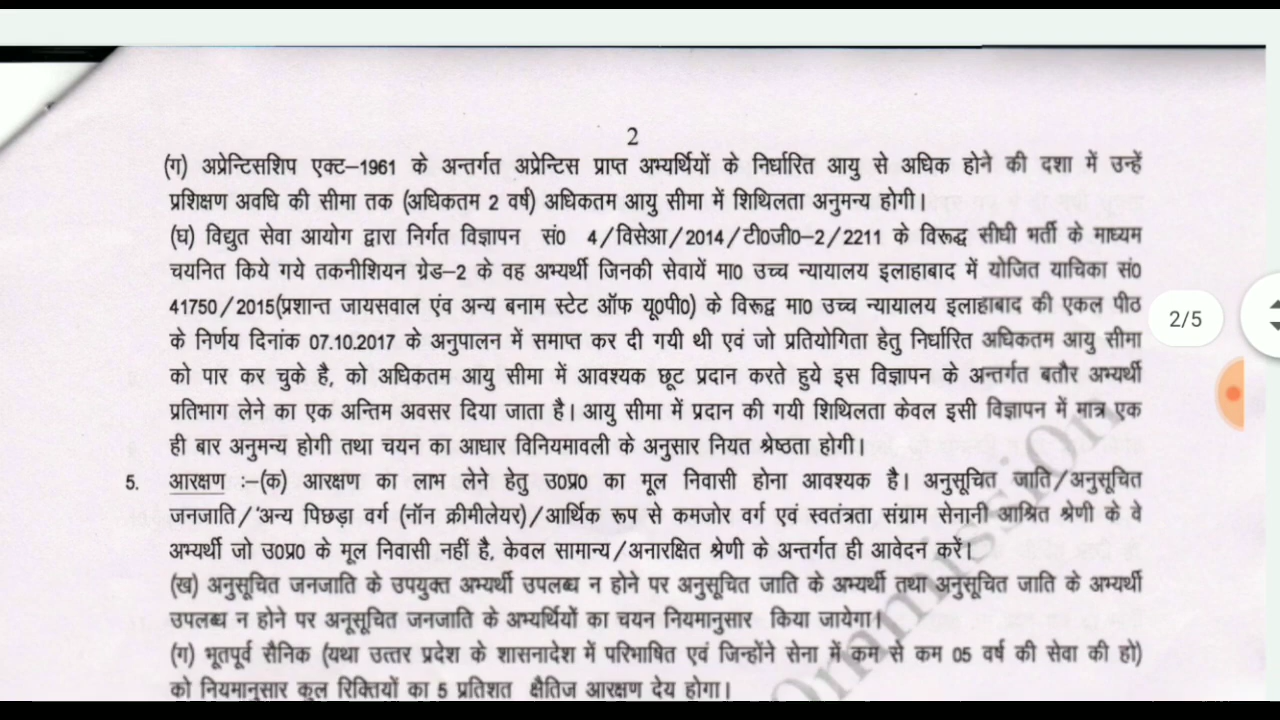 2
(ग) अप्रेन्टिसशिप एक्ट–1961 के अन्तर्गत अप्रेन्टिस प्राप्त अभ्यर्थियों के निर्धारित आयु से अधिक होने की दशा में उन्हें
प्रशिक्षण अवधि की सीमा तक (अधिकतम 2 वर्ष) अधिकतम आयु सीमा में शिथिलता अनुमन्य होगी।
(घ) विद्युत सेवा आयोग द्वारा निर्गत विज्ञापन सं0 4/विसेआ/2014/टी0जी0–2/2211 के विरूद्ध सीधी भर्ती के माध्यम
चयनित किये गये तकनीशियन ग्रेड–2 के वह अभ्यर्थी जिनकी सेवायें मा0 उच्च न्यायालय इलाहाबाद में योजित याचिका सं0
41750/2015(प्रशान्त जायसवाल एंव अन्य बनाम स्टेट ऑफ यू0पी0) के विरूद्व मा0 उच्च न्यायालय इलाहाबाद की एकल पीठ
के निर्णय दिनांक 07.10.2017 के अनुपालन में समाप्त कर दी गयी थी एवं जो प्रतियोगिता हेतु निर्धारित अधिकतम आयु सीमा
को पार कर चुके है, को अधिकतम आयु सीमा में आवश्यक छूट प्रदान करते हुये इस विज्ञापन के अन्तर्गत बतौर अभ्यर्थी
प्रतिभाग लेने का एक अन्तिम अवसर दिया जाता है। आयु सीमा में प्रदान की गयी शिथिलता केवल इसी विज्ञापन में मात्र एक
ही बार अनुमन्य होगी तथा चयन का आधार विनियमावली के अनुसार नियत श्रेष्ठता होगी।
5. आरक्षण :–(क) आरक्षण का लाभ लेने हेतु उ0प्र0 का मूल निवासी होना आवश्यक है। अनुसूचित जाति/अनुसूचित
जनजाति/'अन्य पिछड़ा वर्ग (नॉन क्रीमीलेयर)/आर्थिक रूप से कमजोर वर्ग एवं स्वतंत्रता संग्राम सेनानी आश्रित श्रेणी के वे
अभ्यर्थी जो उ0प्र0 के मूल निवासी नहीं है, केवल सामान्य/अनारक्षित श्रेणी के अन्तर्गत ही आवेदन करें।
(ख) अनुसूचित जनजाति के उपयुक्त अभ्यर्थी उपलब्ध न होने पर अनुसूचित जाति के अभ्यर्थी तथा अनुसूचित जाति के अभ्यर्थी
उपलब्ध न होने पर अनूसूचित जनजाति के अभ्यर्थियों का चयन नियमानुसार किया जायेगा।
(ग) भूतपूर्व सैनिक (यथा उत्तर प्रदेश के शासनादेश में परिभाषित एवं जिन्होंने सेना में कम से कम 05 वर्ष की सेवा की हो)
को नियमानुसार कुल रिक्तियों का 5 प्रतिशत क्षैतिज आरक्षण देय होगा।
2/5